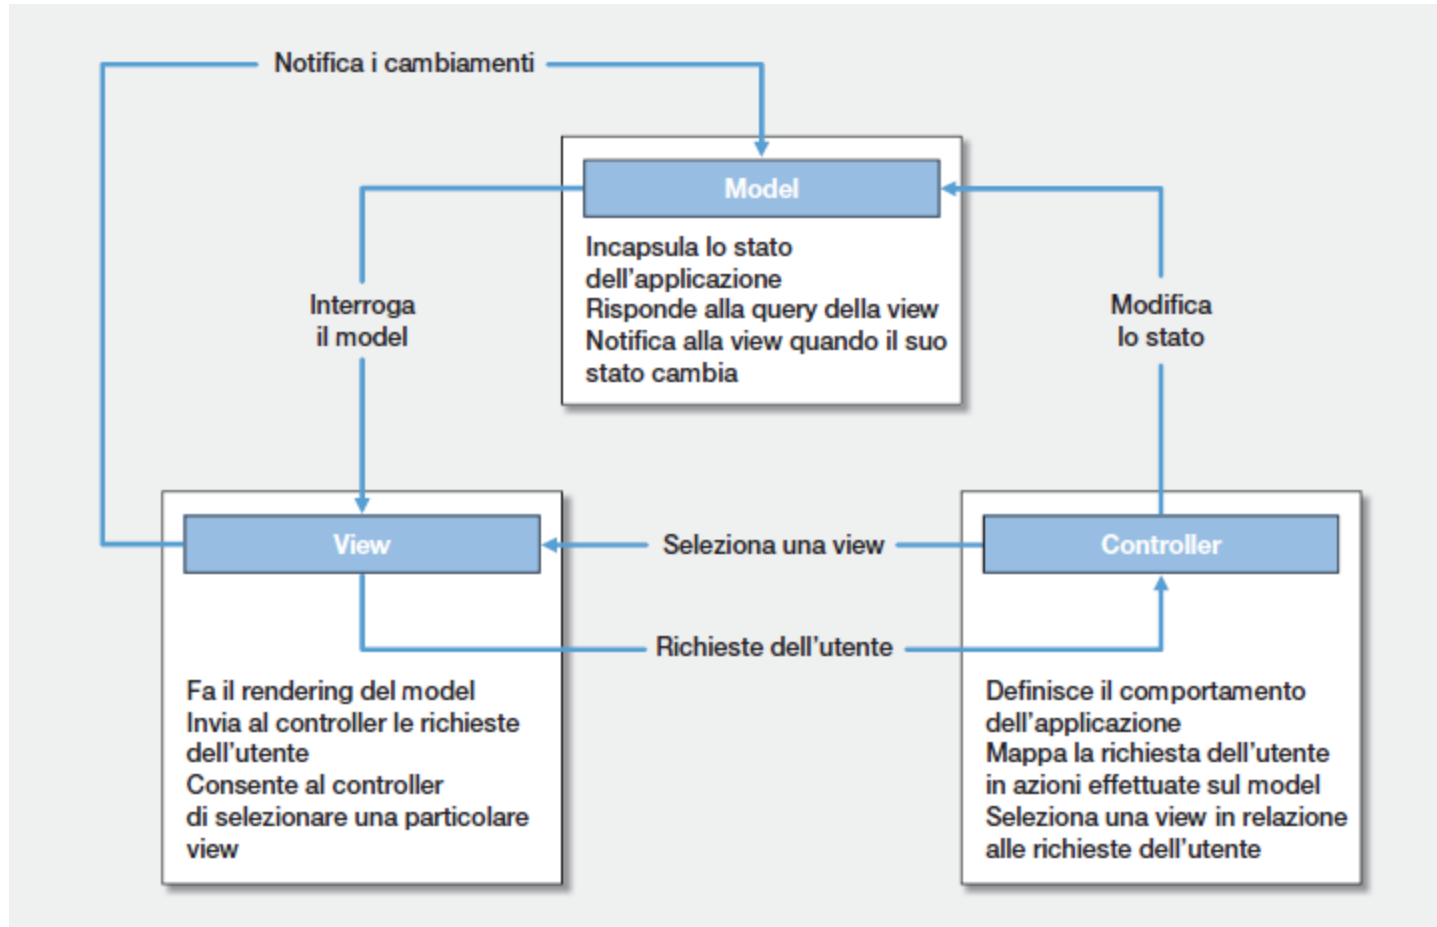 Notifica i cambiamenti
Model
Incapsula lo stato
dell'applicazione
Risponde alla query della view
Notifica alla view quando il suo
stato cambia
Interroga
il model
Modifica
lo stato
View
Seleziona una view
Controller
Richieste dell'utente
Fa il rendering del model
Invia al controller le richieste
dell'utente
Consente al controller
di selezionare una particolare
view
Definisce il comportamento
dell'applicazione
Mappa la richiesta dell'utente
in azioni effettuate sul model
Seleziona una view in relazione
alle richieste dell'utente